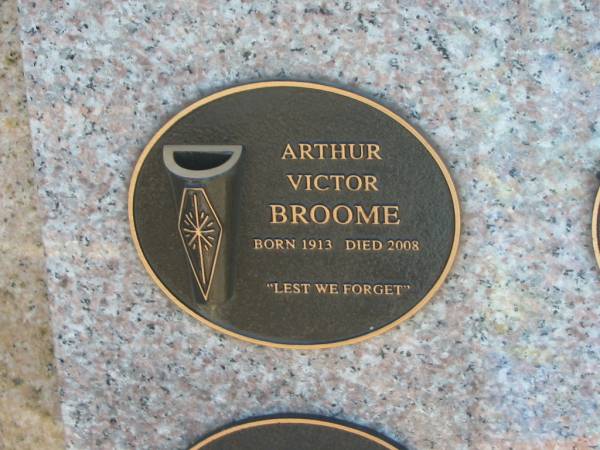 ARTHUR
VICTOR
BROOME
BORN 1913 DIED 2008
"LEST WE FORGET"